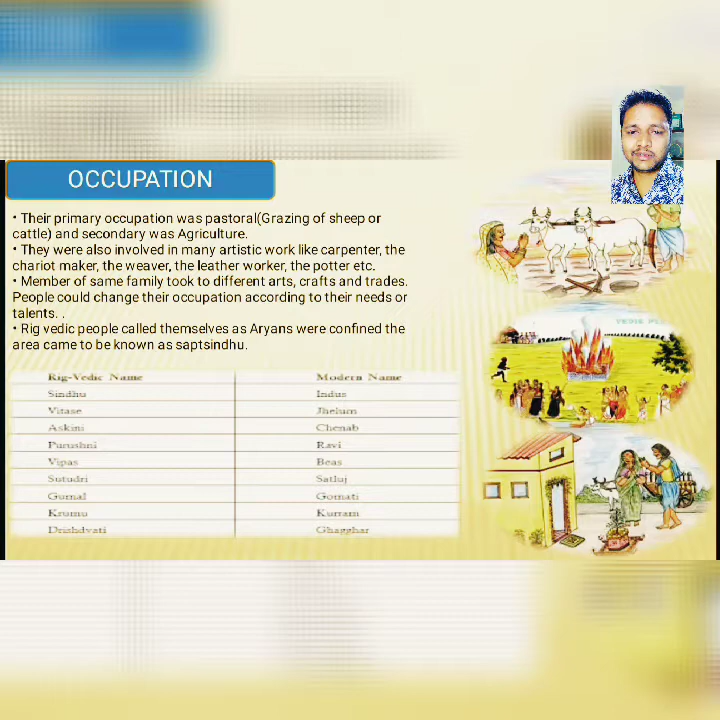 OCCUPATION
• Their primary occupation was pastoral(Grazing of sheep or
cattle) and secondary was Agriculture.
• They were also involved in many artistic work like carpenter, the
chariot maker, the weaver, the leather worker, the potter etc.
• Member of same family took to different arts, crafts and trades.
People could change their occupation according to their needs or
talents. .
• Rig vedic people called themselves as Aryans were confined the
area came to be known as saptsindhu.
Rig-Vedic Name Modern Name
Sindhu Indus
Vitase Jhelum
Askini Chenab
Purushni Ravi
Vipas Beas
Sutudri Satluj
Gumal Gomati
Krumu Kurram
Drishdvati Ghagghar
VEDIC